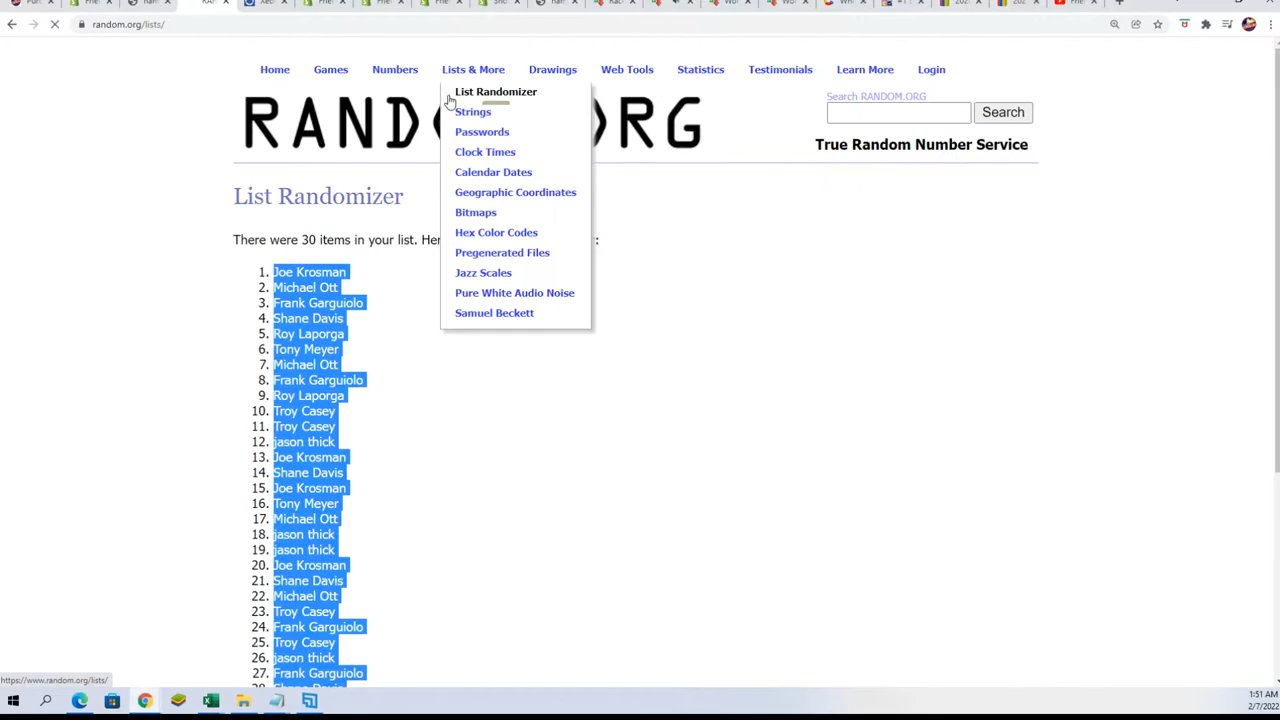 random.org/lists/
Home Games Numbers Lists & More Drawings Web Tools Statistics Testimonials Learn More Login
List Randomizer
Strings
Passwords
Clock Times
Calendar Dates
Geographic Coordinates
Bitmaps
Hex Color Codes
Pregenerated Files
Jazz Scales
Pure White Audio Noise
Samuel Beckett
Search RANDOM.ORG
Search
True Random Number Service
List Randomizer
There were 30 items in your list.
1. Joe Krosman
2. Michael Ott
3. Frank Garguiolo
4. Shane Davis
5. Roy Laporga
6. Tony Meyer
7. Michael Ott
8. Frank Garguiolo
9. Roy Laporga
10. Troy Casey
11. Troy Casey
12. jason thick
13. Joe Krosman
14. Shane Davis
15. Joe Krosman
16. Tony Meyer
17. Michael Ott
18. jason thick
19. jason thick
20. Joe Krosman
21. Shane Davis
22. Michael Ott
23. Troy Casey
24. Frank Garguiolo
25. Troy Casey
26. jason thick
27. Frank Garguiolo
https://www.random.org/lists/
1:51 AM
2/7/2022